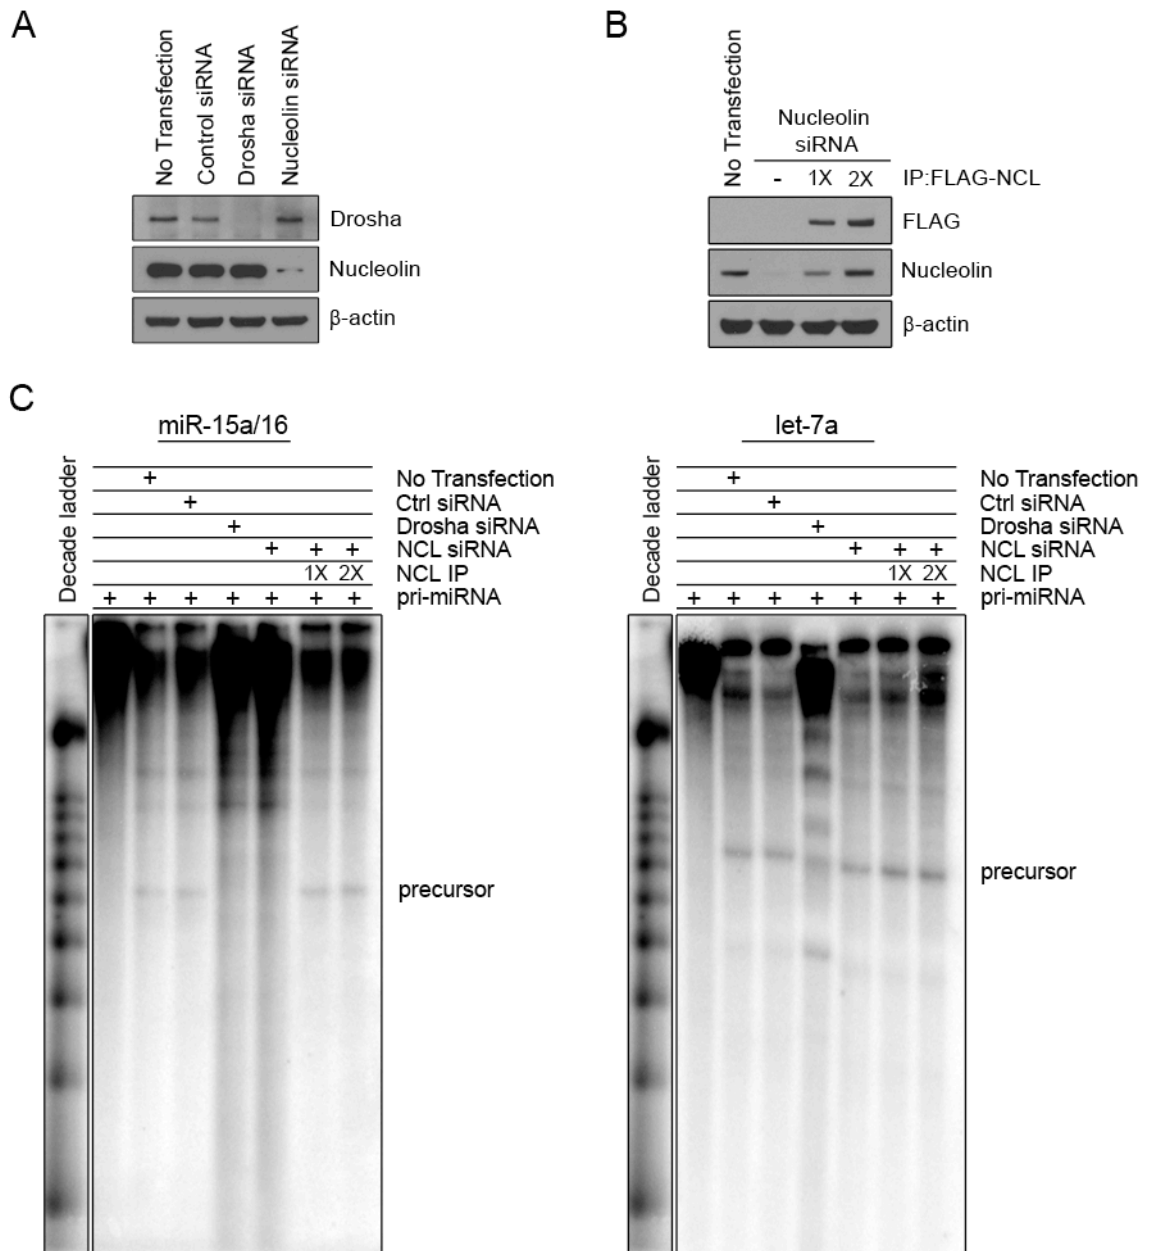 A
No Transfection
Control siRNA
Drosha siRNA
Nucleolin siRNA
Drosha
Nucleolin
β-actin
B
No Transfection
Nucleolin
siRNA
- 1X 2X IP:FLAG-NCL
FLAG
Nucleolin
β-actin
C
miR-15a/16
Decade ladder
+ No Transfection
+ Ctrl siRNA
+ Drosha siRNA
+ + + NCL siRNA
1X 2X NCL IP
+ + + + + + + pri-miRNA
precursor
let-7a
Decade ladder
+ No Transfection
+ Ctrl siRNA
+ Drosha siRNA
+ + + NCL siRNA
1X 2X NCL IP
+ + + + + + + pri-miRNA
precursor